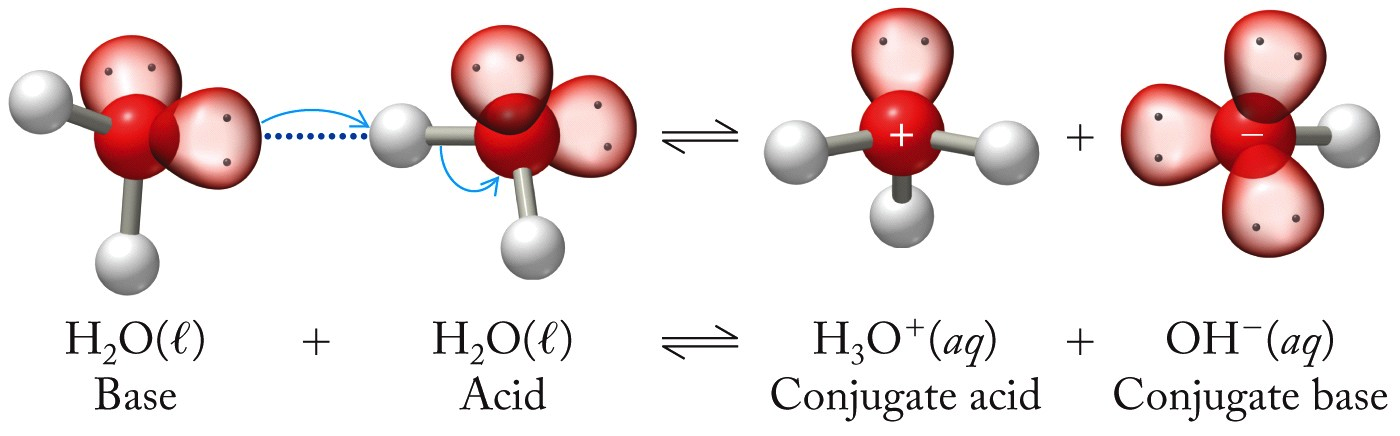 + ⇌ + −
H₂O(ℓ) + H₂O(ℓ) ⇌ H₃O⁺(aq) + OH⁻(aq)
Base Acid Conjugate acid Conjugate base